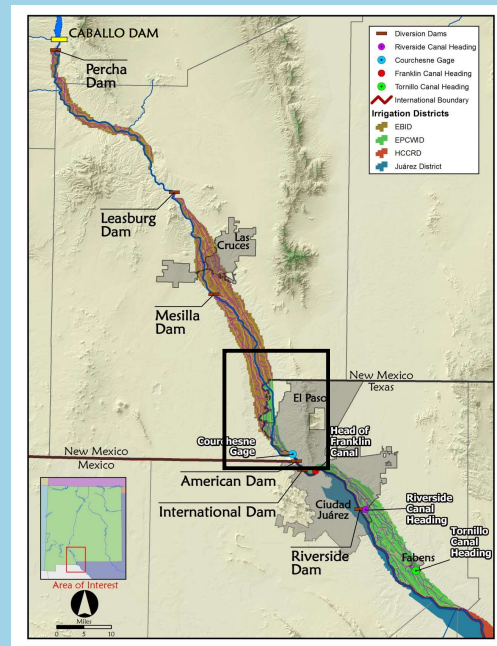 CABALLO DAM
Percha
Dam
Diversion Dams
Riverside Canal Heading
Courchesne Gage
Franklin Canal Heading
Tornillo Canal Heading
International Boundary
Irrigation Districts
EBID
EPCWID
HCCRD
Juárez District
Leasburg
Dam
Las
Cruces
Mesilla
Dam
New Mexico
Texas
El Paso
Courchesne
Gage
Head of
Franklin
Canal
New Mexico
Mexico
American Dam
International Dam
Ciudad
Juárez
Riverside
Canal
Heading
Riverside
Dam
Tornillo
Canal
Heading
Fabens
Area of Interest
Miles
0 5 10